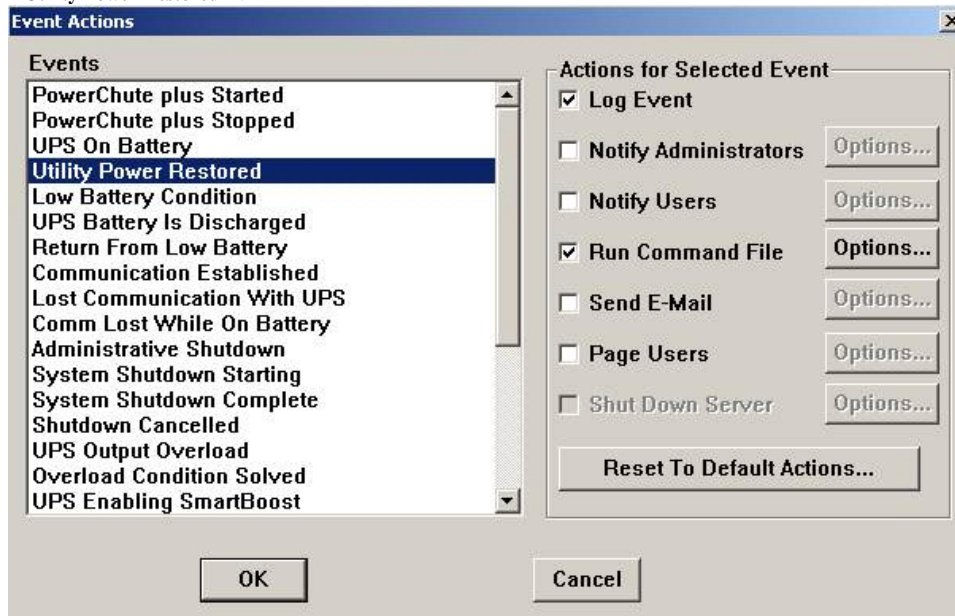 Event Actions
Events
PowerChute plus Started
PowerChute plus Stopped
UPS On Battery
Utility Power Restored
Low Battery Condition
UPS Battery Is Discharged
Return From Low Battery
Communication Established
Lost Communication With UPS
Comm Lost While On Battery
Administrative Shutdown
System Shutdown Starting
System Shutdown Complete
Shutdown Cancelled
UPS Output Overload
Overload Condition Solved
UPS Enabling SmartBoost
Actions for Selected Event
Log Event
Notify Administrators Options...
Notify Users Options...
Run Command File Options...
Send E-Mail Options...
Page Users Options...
Shut Down Server Options...
Reset To Default Actions...
OK Cancel